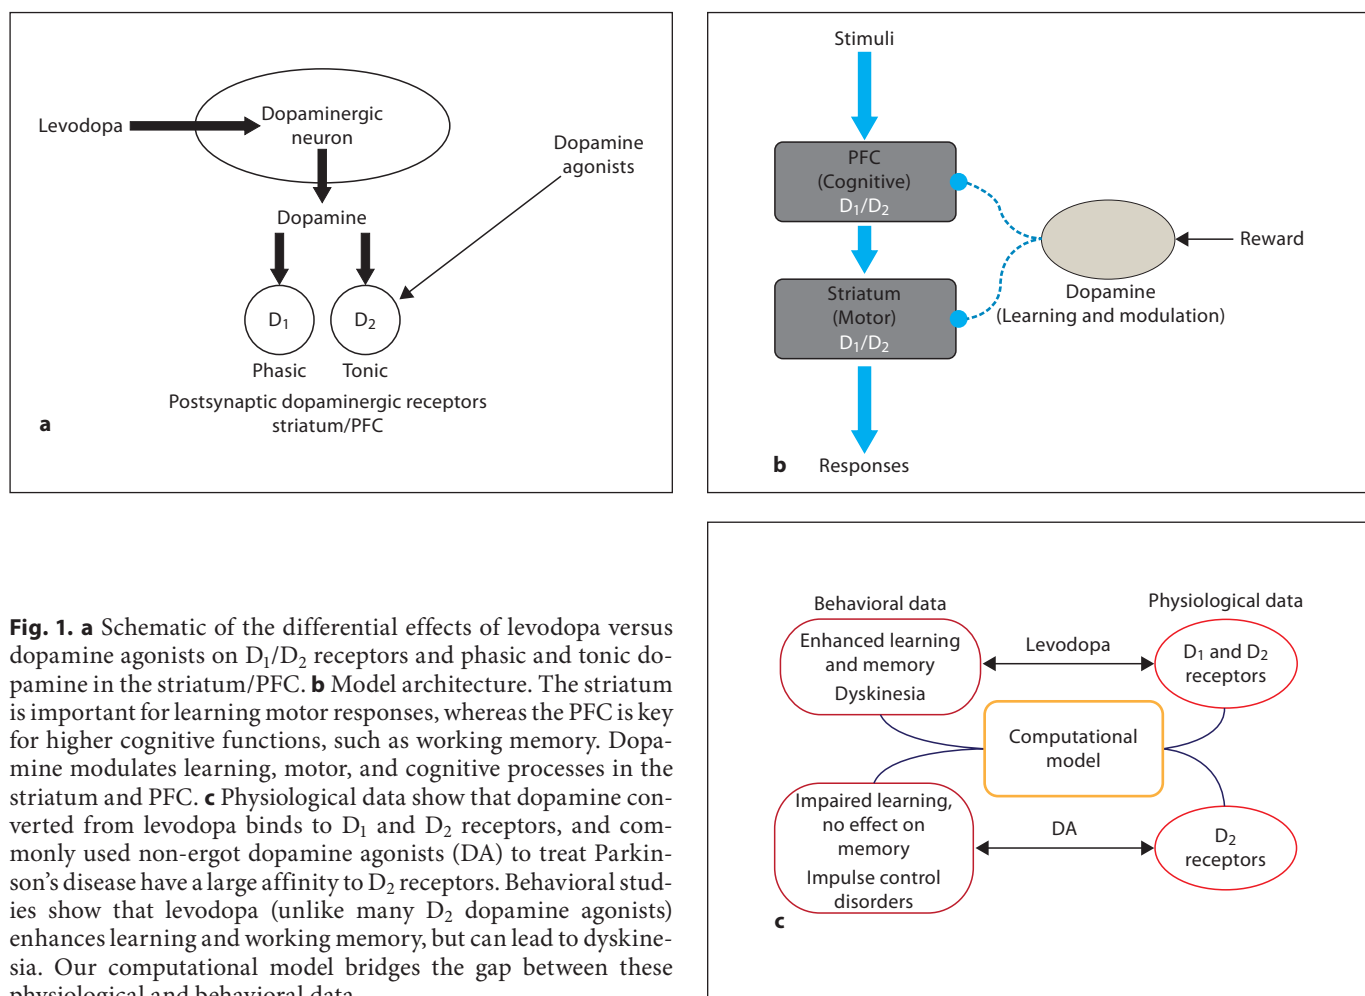 Levodopa
Dopaminergic
neuron
Dopamine
agonists
Dopamine
D1
D2
Phasic
Tonic
Postsynaptic dopaminergic receptors
striatum/PFC
a
Stimuli
PFC
(Cognitive)
D1/D2
Striatum
(Motor)
D1/D2
Reward
Dopamine
(Learning and modulation)
b
Responses
Behavioral data
Physiological data
Enhanced learning
and memory
Dyskinesia
Levodopa
D1 and D2
receptors
Computational
model
Impaired learning,
no effect on
memory
Impulse control
disorders
DA
D2
receptors
c
Fig. 1. a Schematic of the differential effects of levodopa versus
dopamine agonists on D1/D2 receptors and phasic and tonic do-
pamine in the striatum/PFC. b Model architecture. The striatum
is important for learning motor responses, whereas the PFC is key
for higher cognitive functions, such as working memory. Dopa-
mine modulates learning, motor, and cognitive processes in the
striatum and PFC. c Physiological data show that dopamine con-
verted from levodopa binds to D1 and D2 receptors, and com-
monly used non-ergot dopamine agonists (DA) to treat Parkin-
son's disease have a large affinity to D2 receptors. Behavioral stud-
ies show that levodopa (unlike many D2 dopamine agonists)
enhances learning and working memory, but can lead to dyskine-
sia. Our computational model bridges the gap between these
physiological and behavioral data.